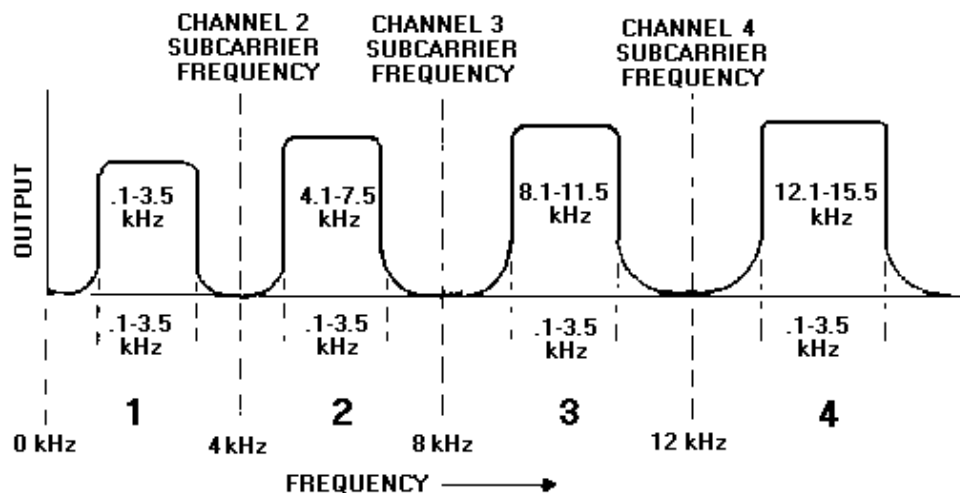 CHANNEL 2
SUBCARRIER
FREQUENCY
CHANNEL 3
SUBCARRIER
FREQUENCY
CHANNEL 4
SUBCARRIER
FREQUENCY
OUTPUT
.1-3.5
kHz
4.1-7.5
kHz
8.1-11.5
kHz
12.1-15.5
kHz
.1-3.5
kHz
.1-3.5
kHz
.1-3.5
kHz
.1-3.5
kHz
1
2
3
4
0 kHz
4 kHz
8 kHz
12 kHz
FREQUENCY